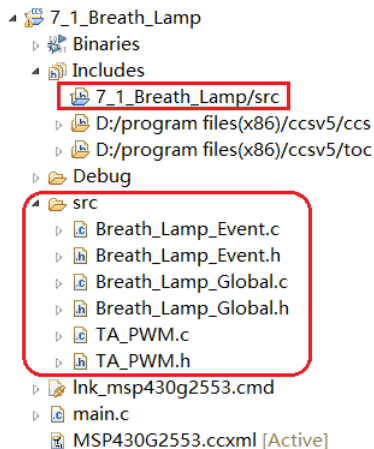 7_1_Breath_Lamp
Binaries
Includes
7_1_Breath_Lamp/src
D:/program files(x86)/ccsv5/ccs
D:/program files(x86)/ccsv5/toc
Debug
src
Breath_Lamp_Event.c
Breath_Lamp_Event.h
Breath_Lamp_Global.c
Breath_Lamp_Global.h
TA_PWM.c
TA_PWM.h
lnk_msp430g2553.cmd
main.c
MSP430G2553.ccxml [Active]